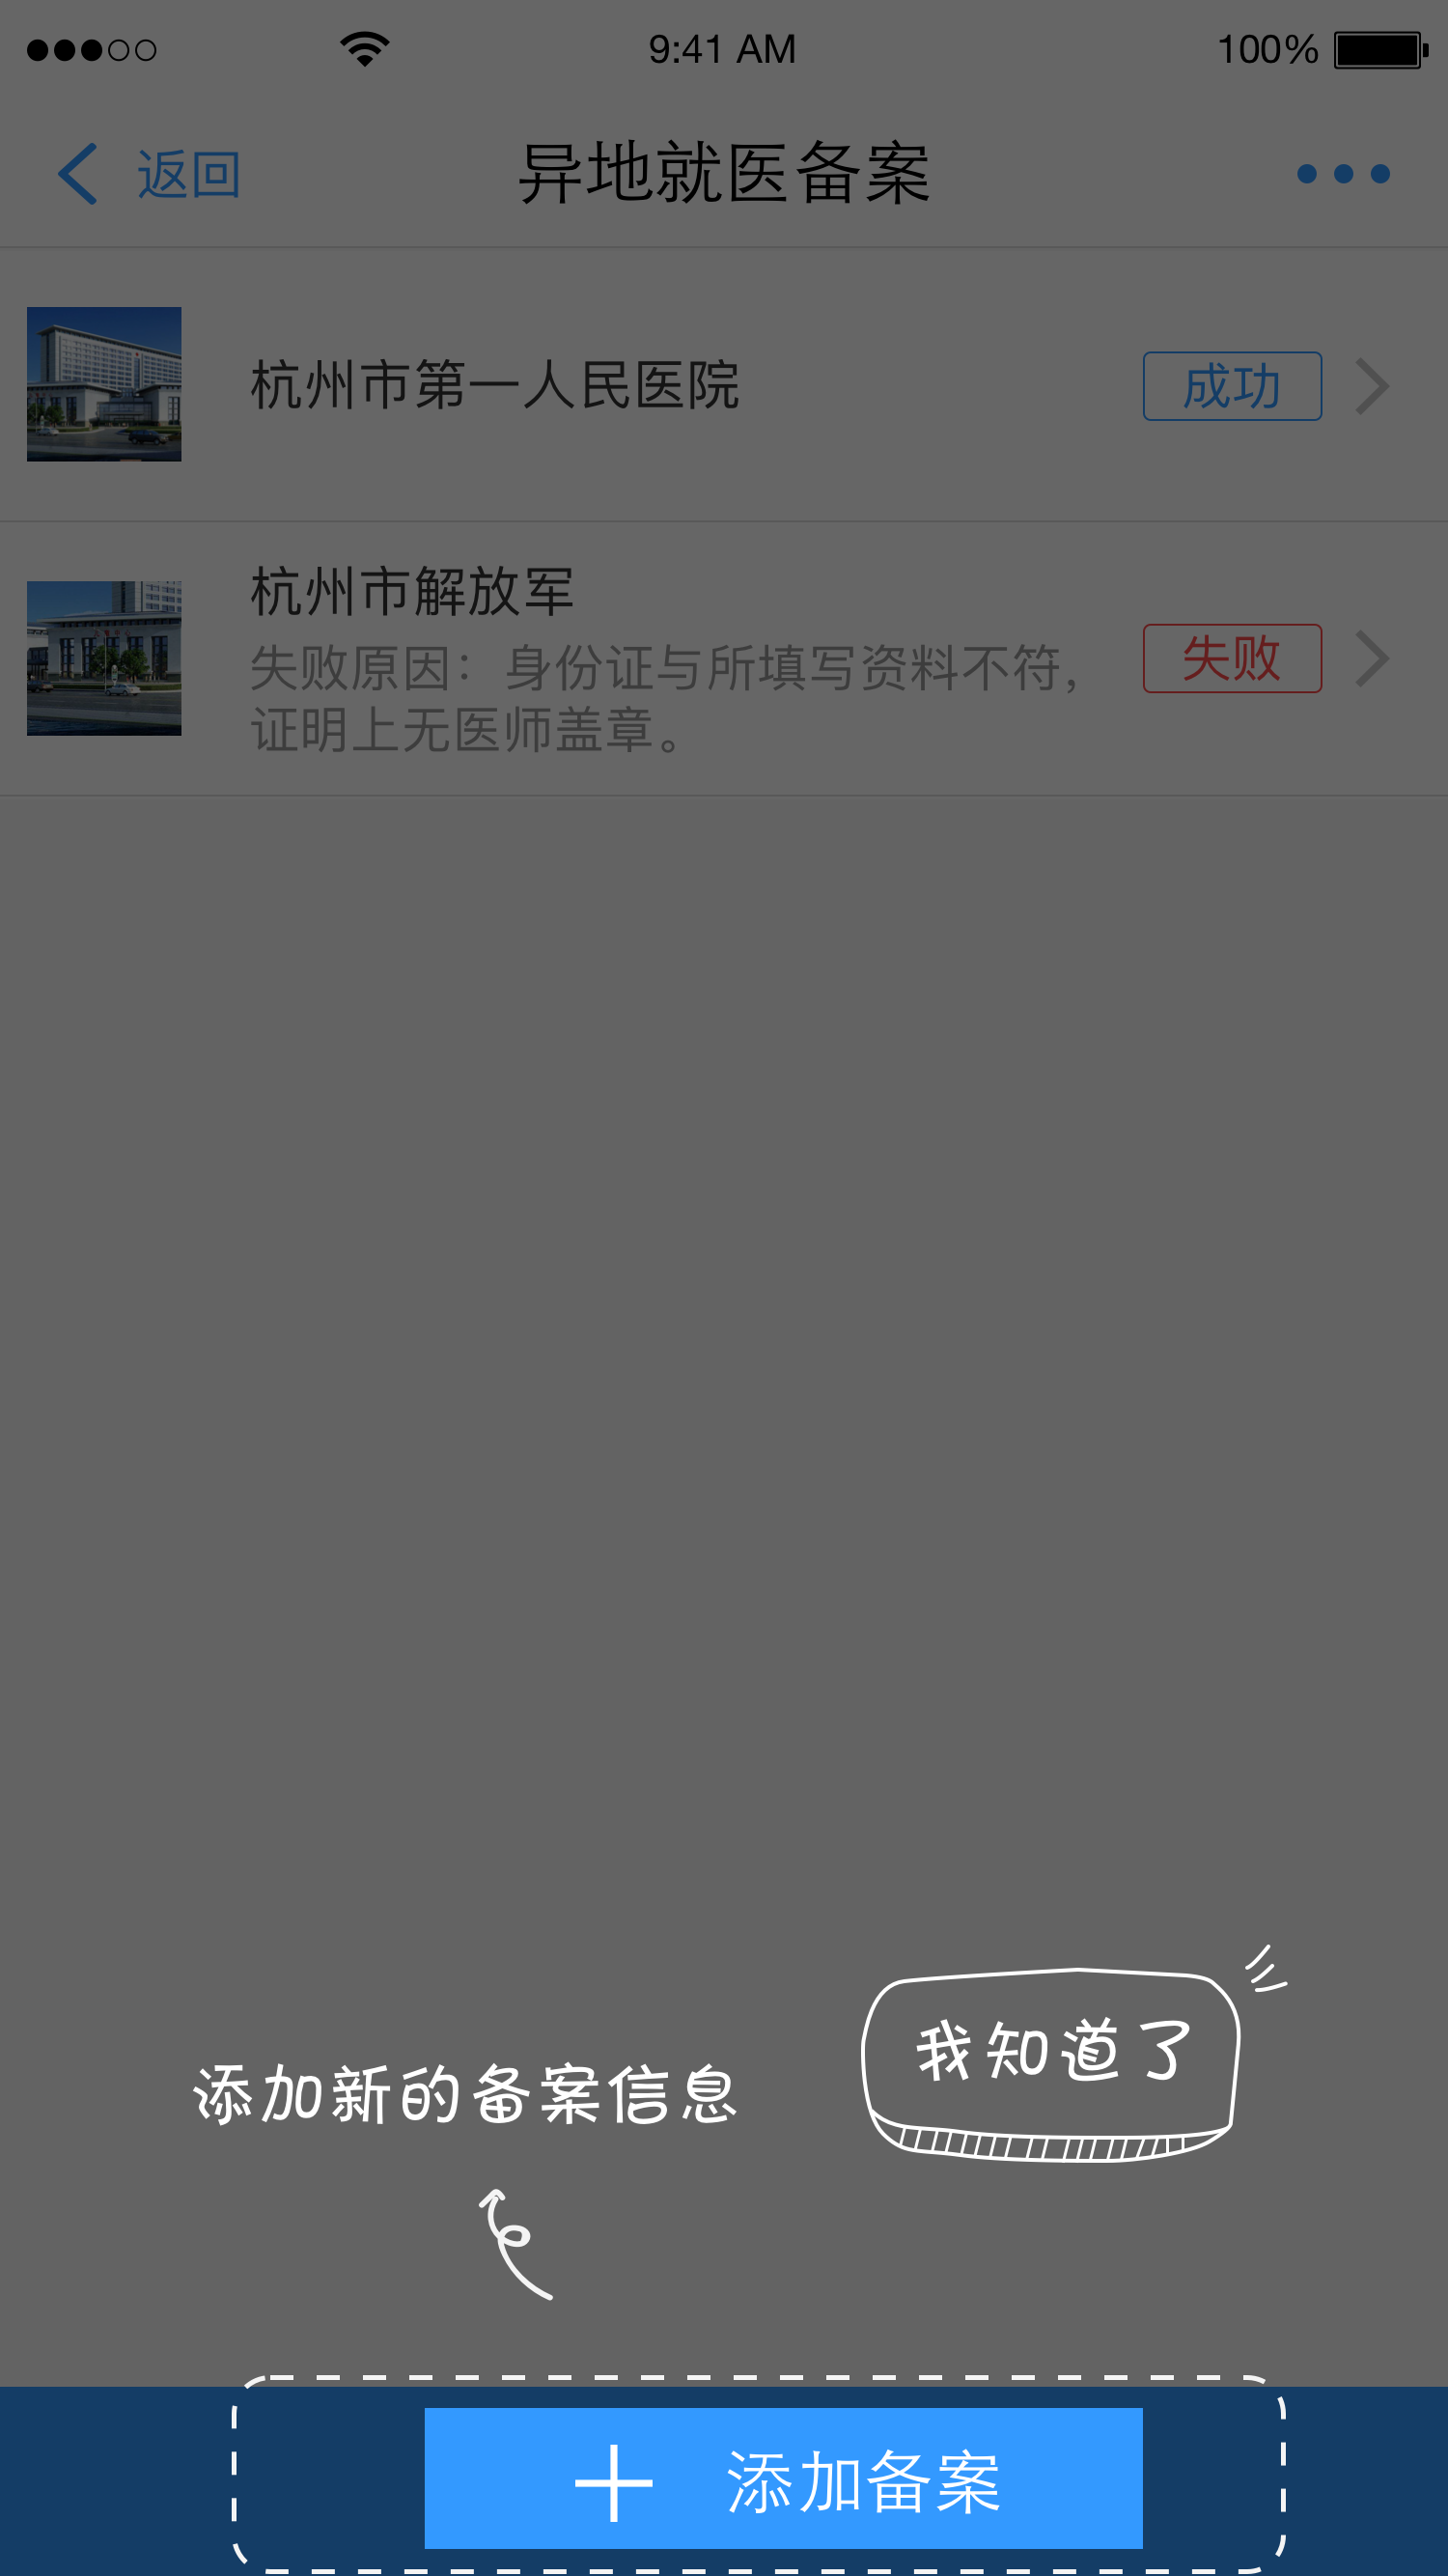 9:41 AM 100%
返回 异地就医备案
杭州市第一人民医院 成功
杭州市解放军
失败原因：身份证与所填写资料不符，
证明上无医师盖章。
失败
我知道了
添加新的备案信息
添加备案